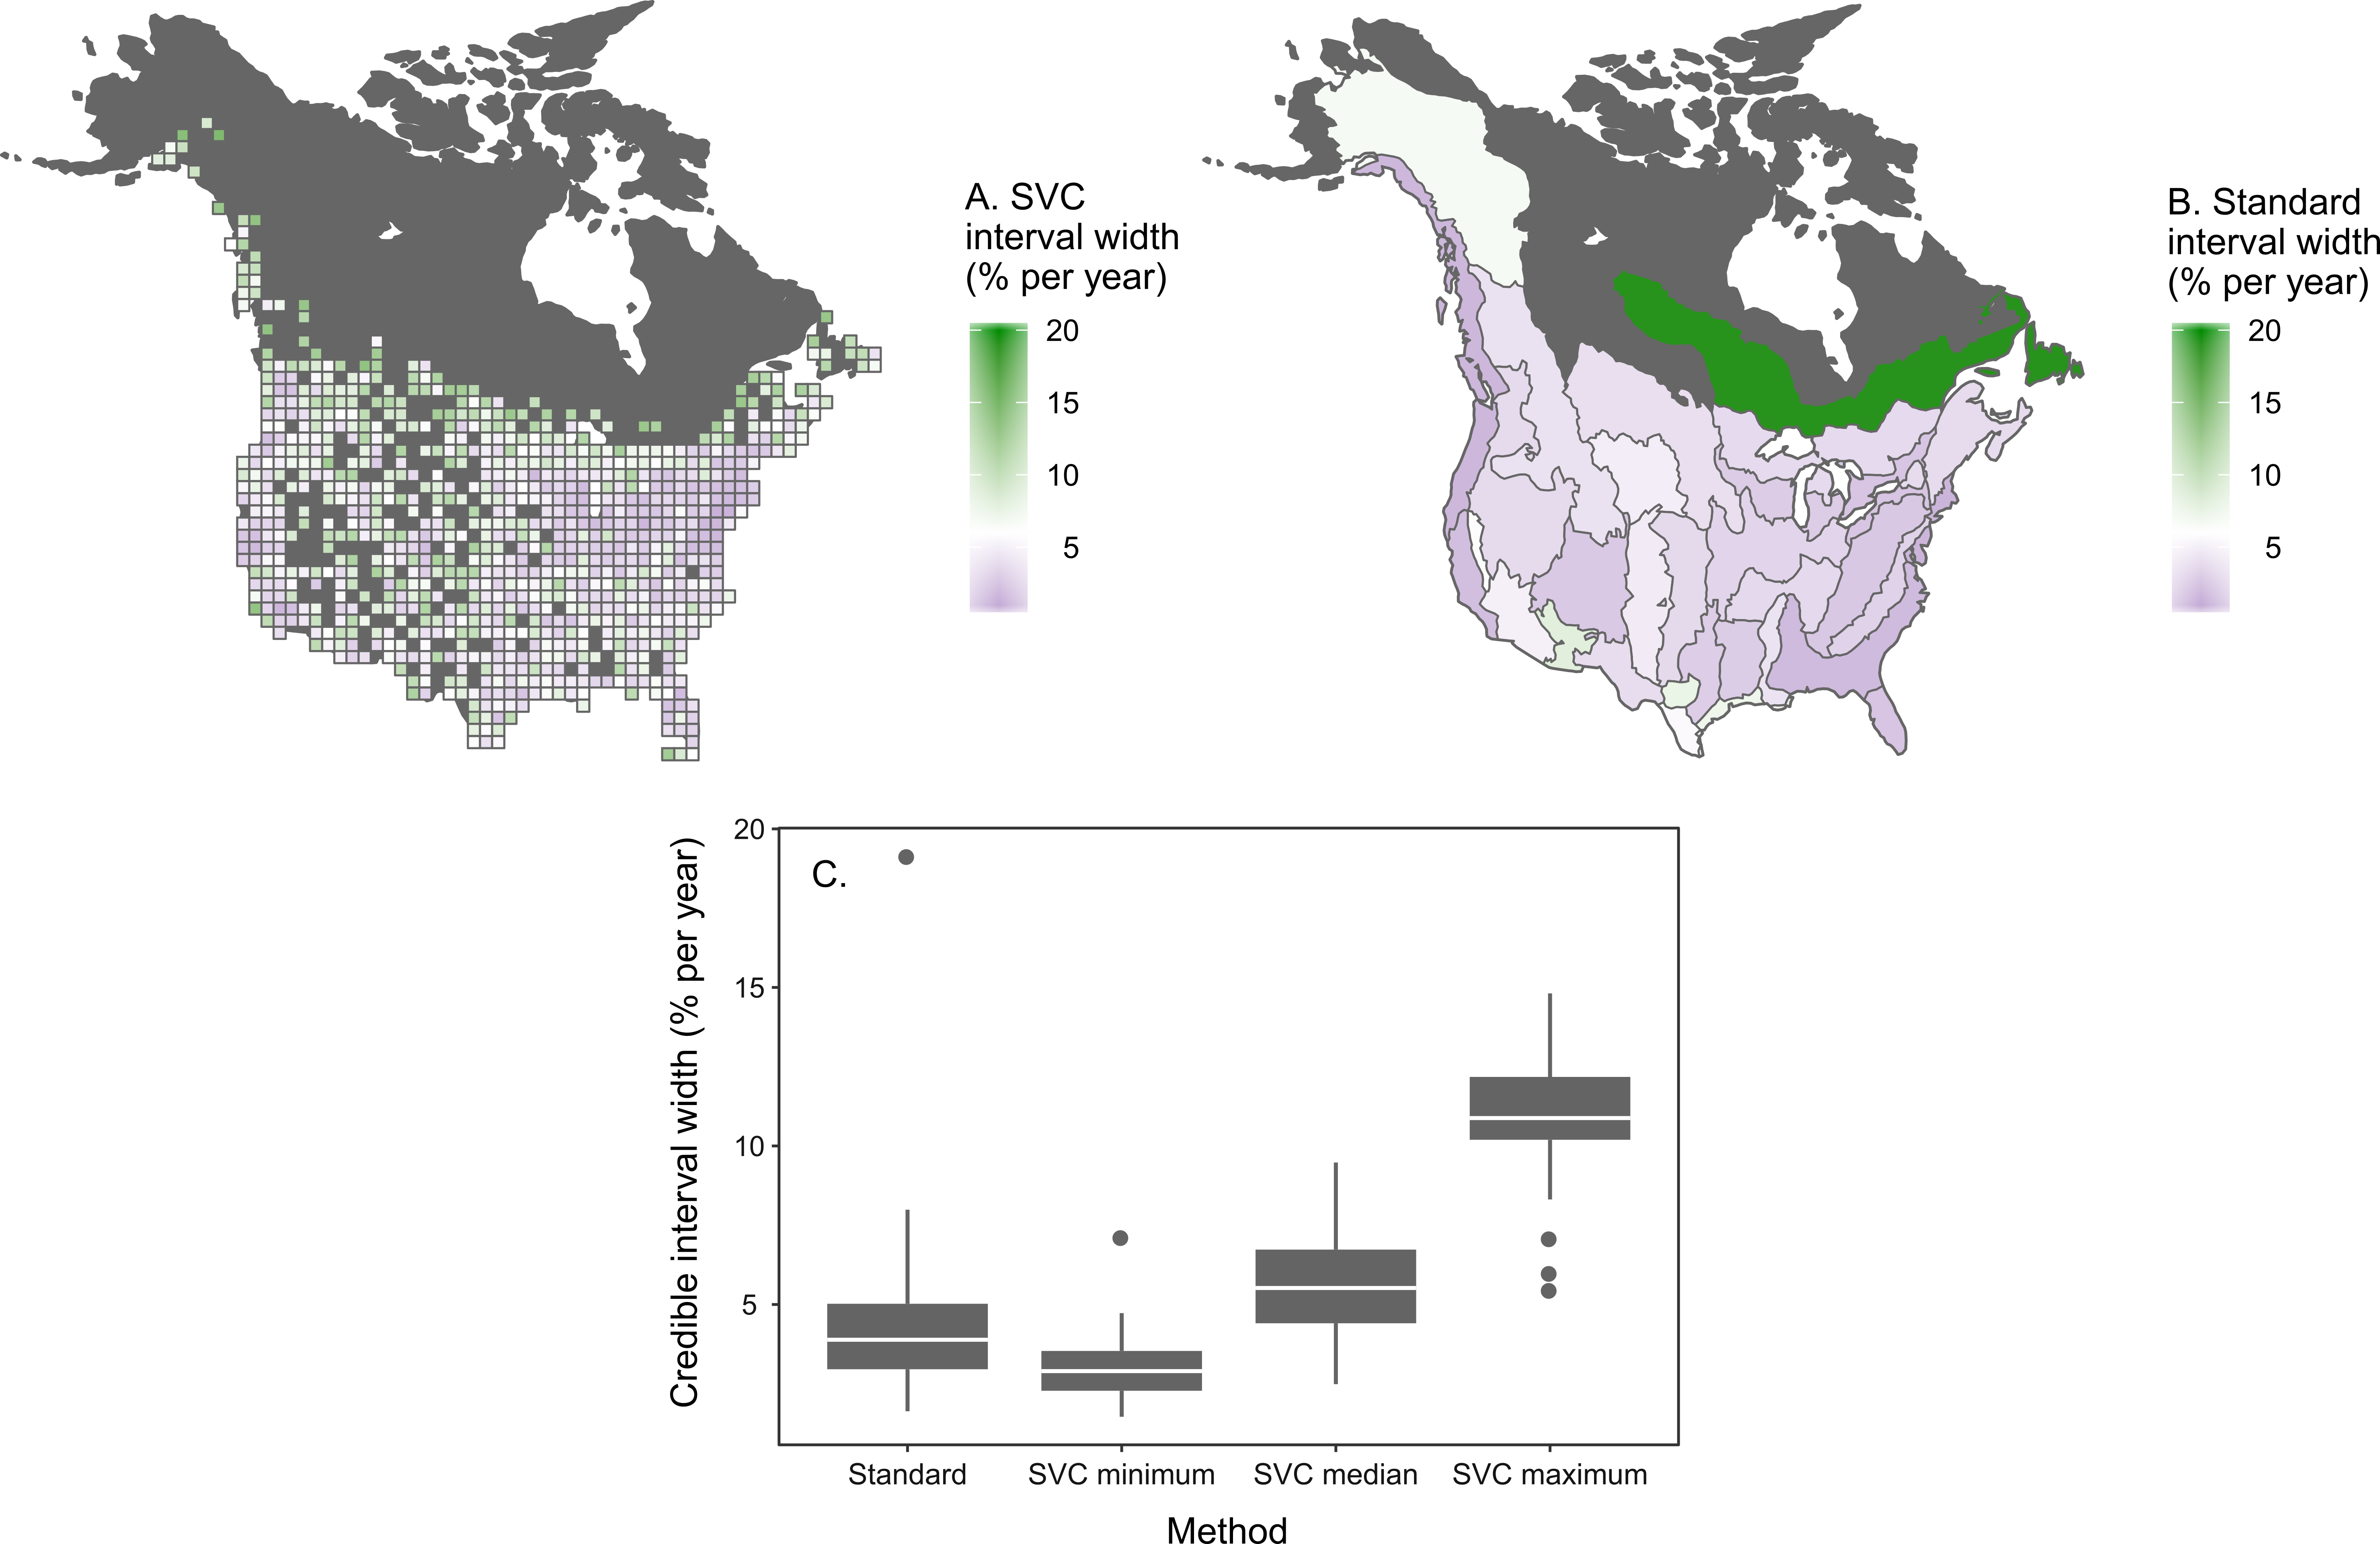 A. SVC
interval width
(% per year)
20
15
10
5
B. Standard
interval width
(% per year)
20
15
10
5
C.
Credible interval width (% per year)
20
15
10
5
Standard
SVC minimum
SVC median
SVC maximum
Method